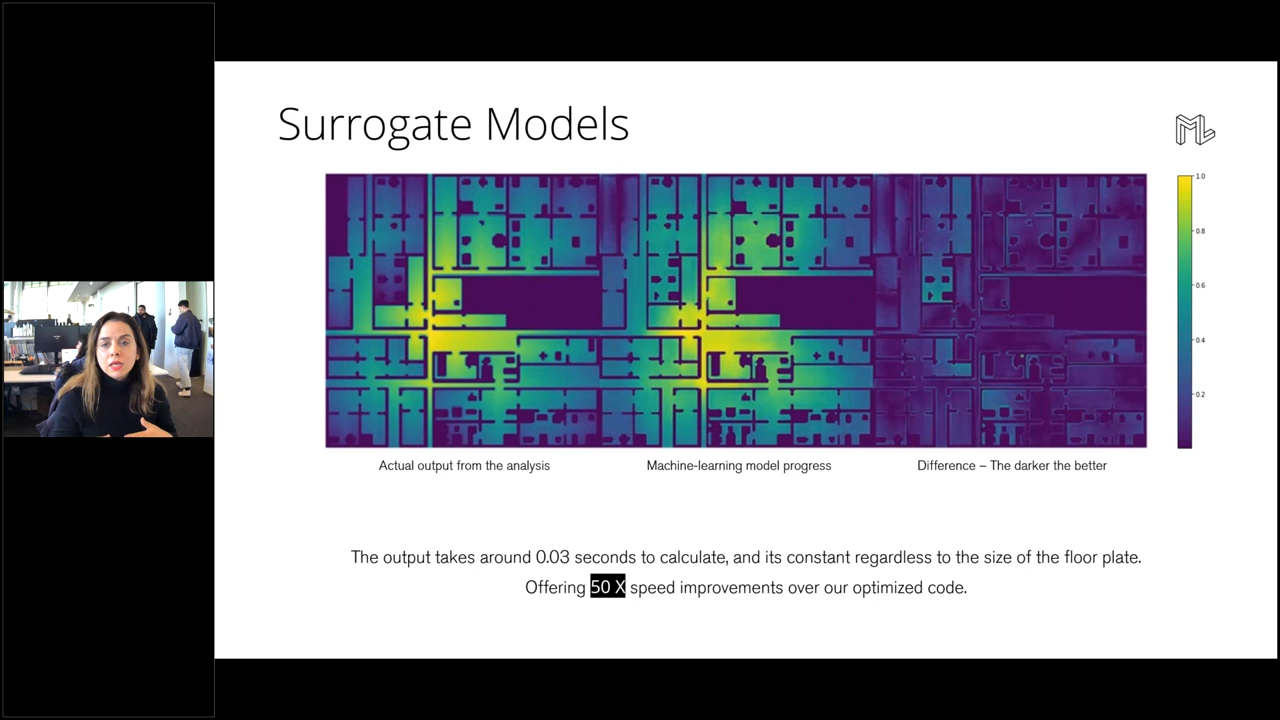 Surrogate Models
ML
1.0
0.8
0.6
0.4
0.2
Actual output from the analysis
Machine-learning model progress
Difference – The darker the better
The output takes around 0.03 seconds to calculate, and its constant regardless to the size of the floor plate.
Offering 50 X speed improvements over our optimized code.